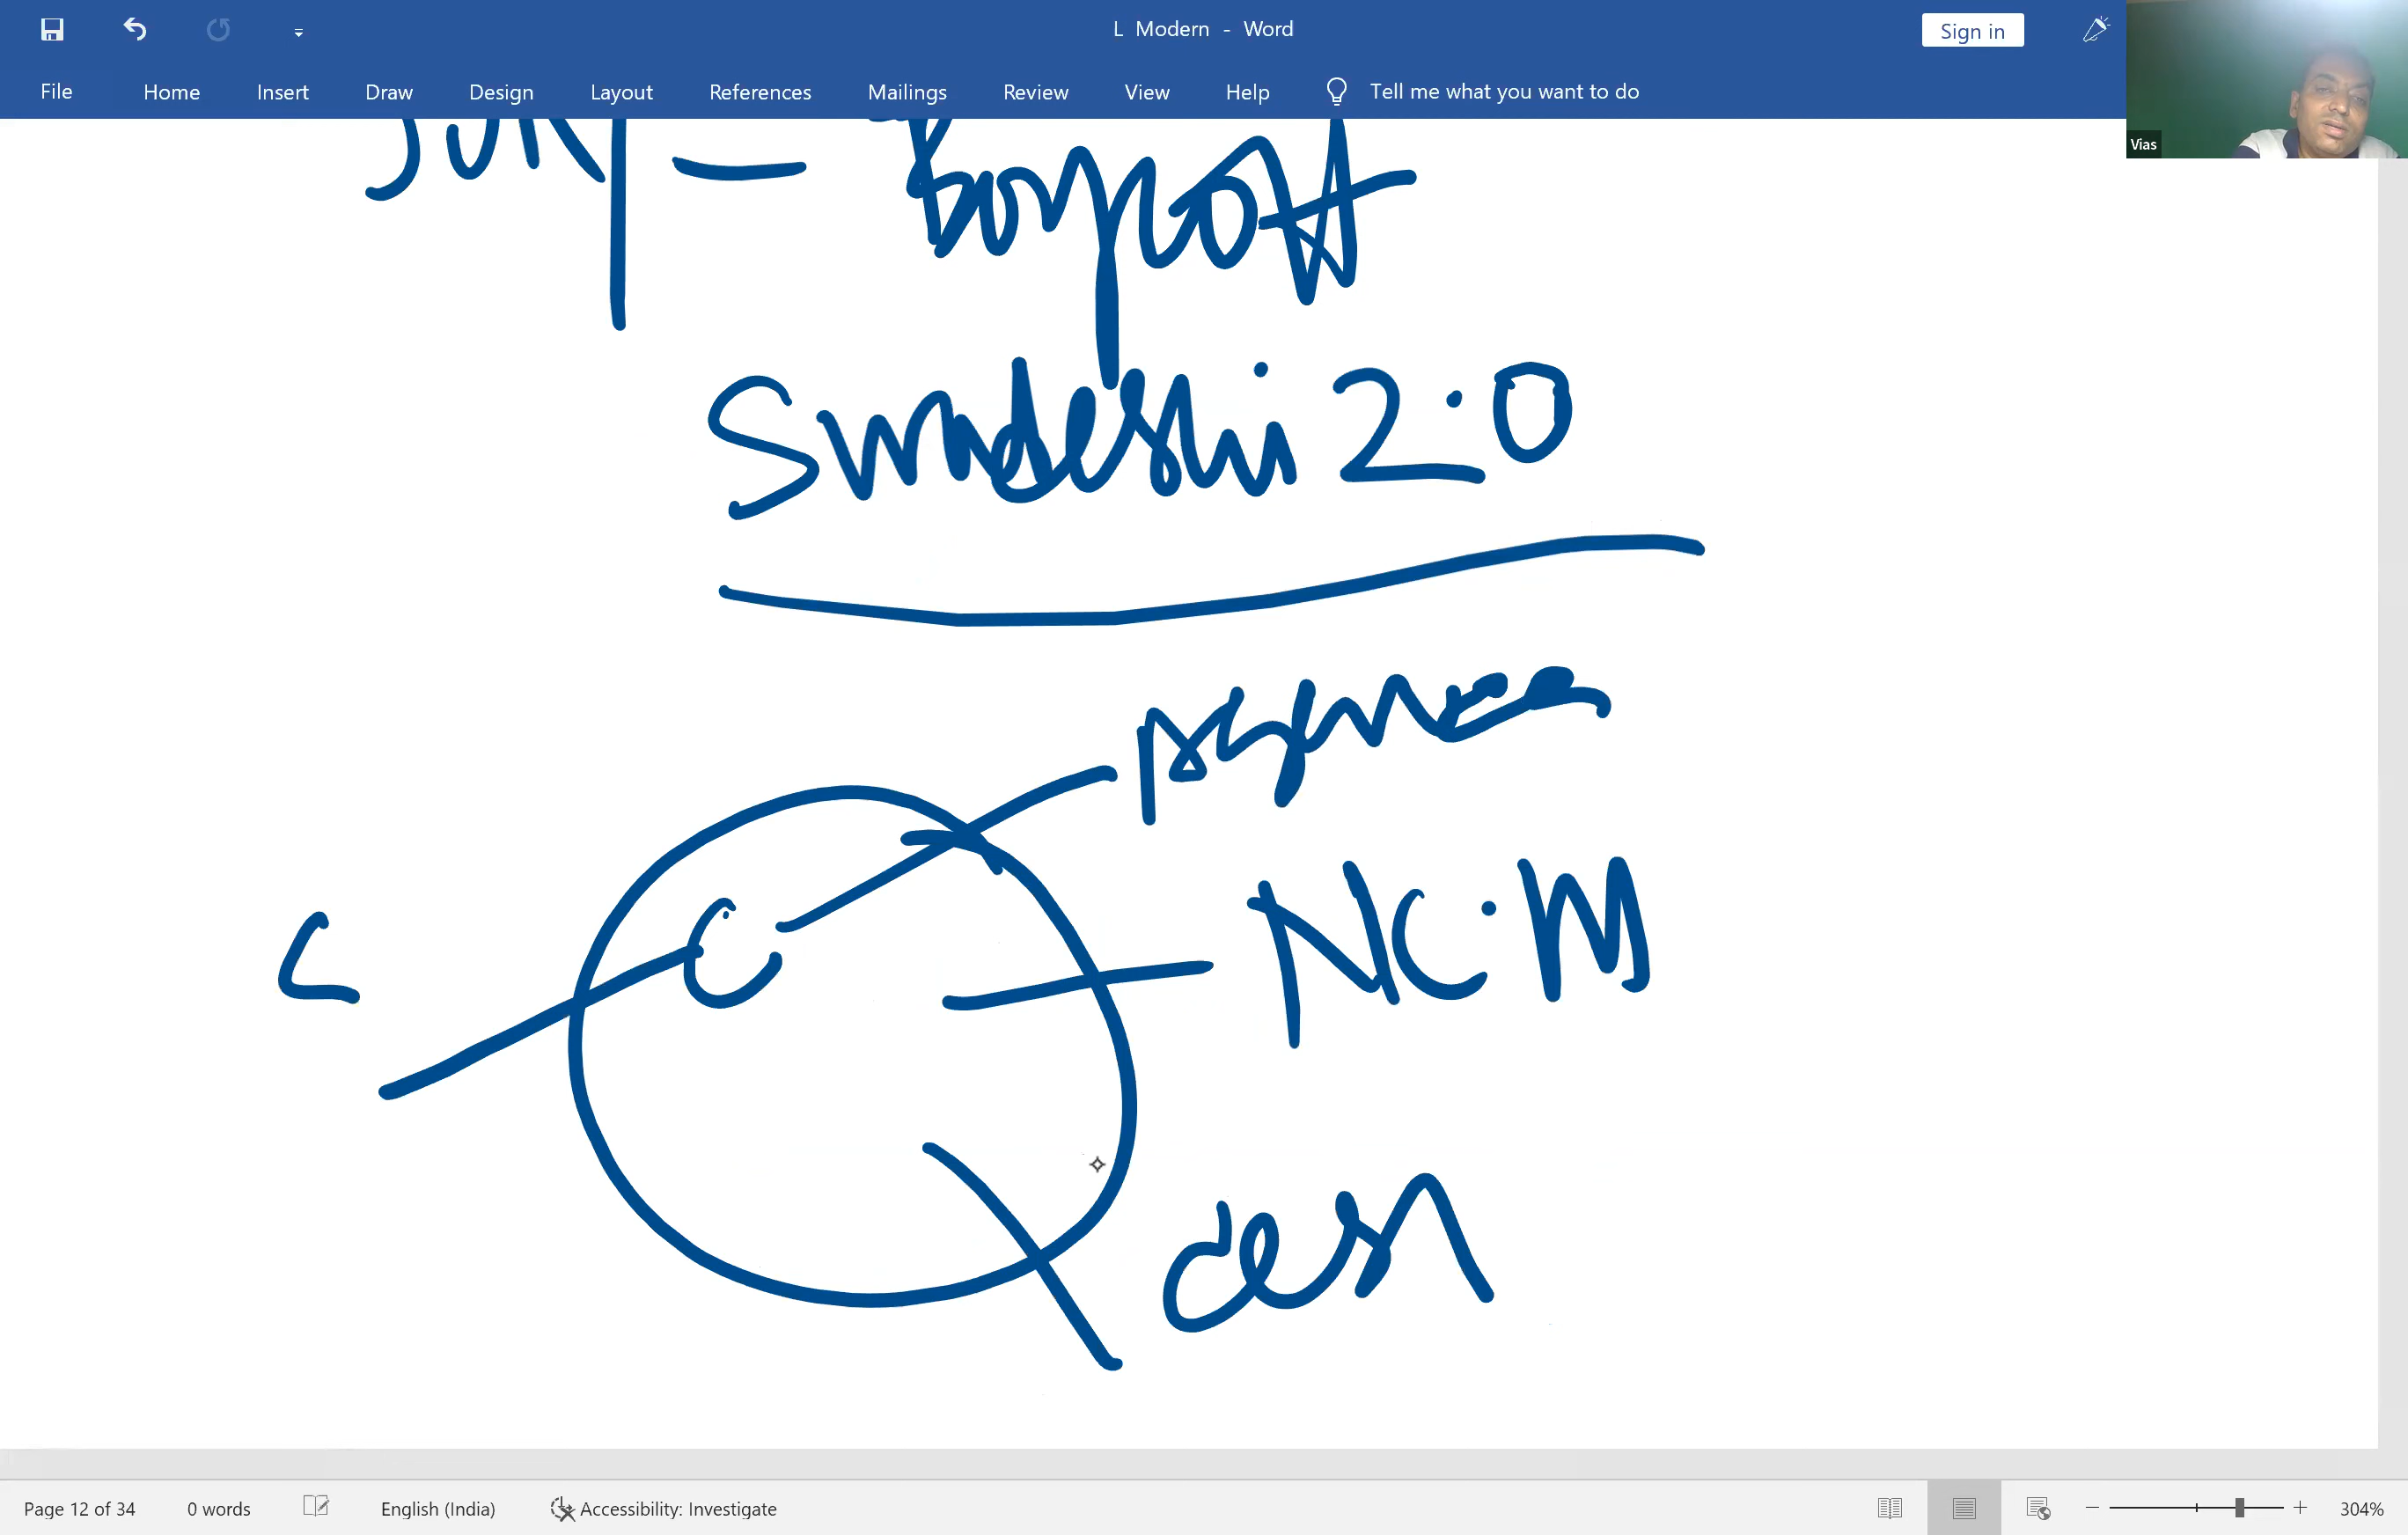 L Modern - Word
Sign in
File Home Insert Draw Design Layout References Mailings Review View Help Tell me what you want to do
Vias
July - Boycott
Swadeshi 2.0
C
NC.M
Page 12 of 34 0 words English (India) Accessibility: Investigate 304%